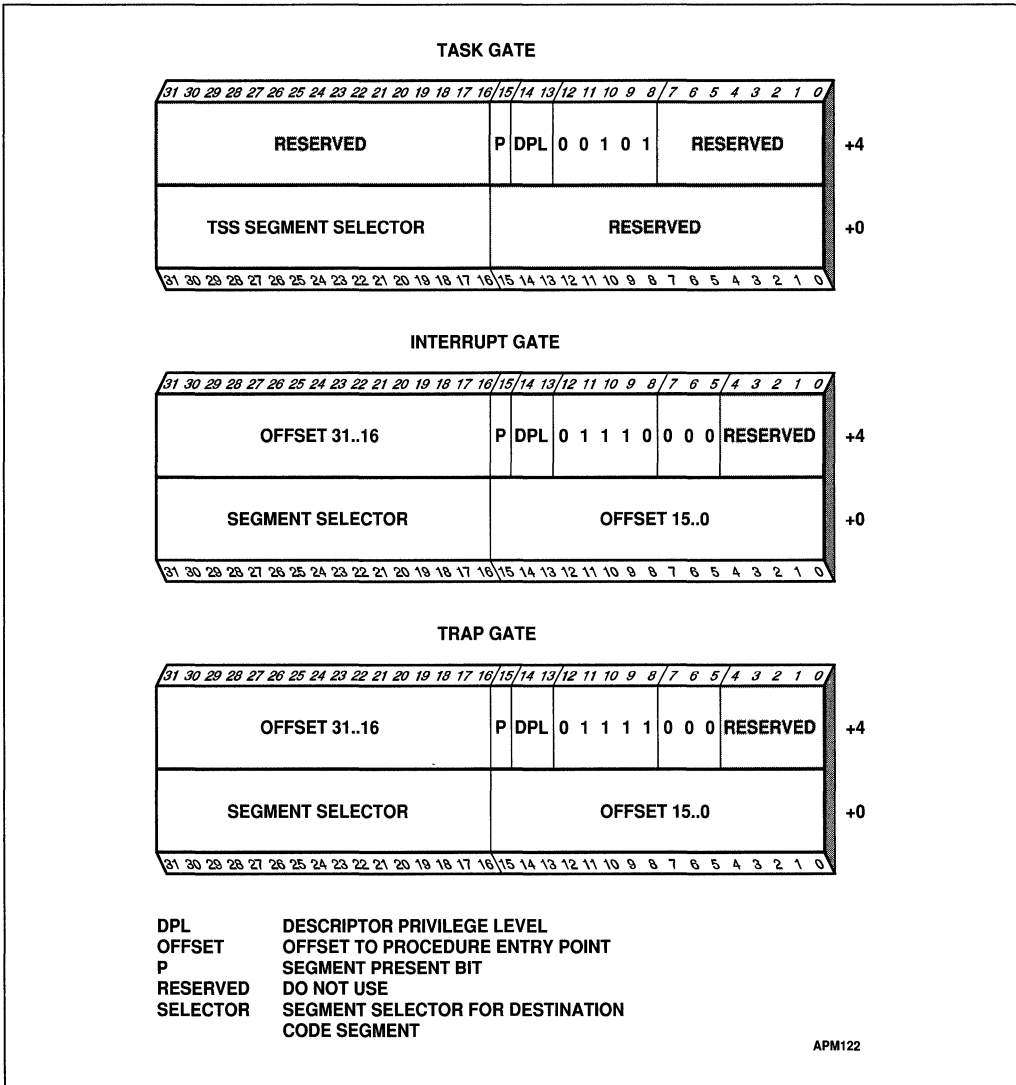 TASK GATE
31 30 29 28 27 26 25 24 23 22 21 20 19 18 17 16 15 14 13 12 11 10 9 8 7 6 5 4 3 2 1 0
RESERVED P DPL 0 0 1 0 1 RESERVED +4
TSS SEGMENT SELECTOR RESERVED +0
31 30 29 28 27 26 25 24 23 22 21 20 19 18 17 16 15 14 13 12 11 10 9 8 7 6 5 4 3 2 1 0
INTERRUPT GATE
31 30 29 28 27 26 25 24 23 22 21 20 19 18 17 16 15 14 13 12 11 10 9 8 7 6 5 4 3 2 1 0
OFFSET 31..16 P DPL 0 1 1 1 0 0 0 0 RESERVED +4
SEGMENT SELECTOR OFFSET 15..0 +0
31 30 29 28 27 26 25 24 23 22 21 20 19 18 17 16 15 14 13 12 11 10 9 8 7 6 5 4 3 2 1 0
TRAP GATE
31 30 29 28 27 26 25 24 23 22 21 20 19 18 17 16 15 14 13 12 11 10 9 8 7 6 5 4 3 2 1 0
OFFSET 31..16 P DPL 0 1 1 1 1 0 0 0 RESERVED +4
SEGMENT SELECTOR OFFSET 15..0 +0
31 30 29 28 27 26 25 24 23 22 21 20 19 18 17 16 15 14 13 12 11 10 9 8 7 6 5 4 3 2 1 0
DPL DESCRIPTOR PRIVILEGE LEVEL
OFFSET OFFSET TO PROCEDURE ENTRY POINT
P SEGMENT PRESENT BIT
RESERVED DO NOT USE
SELECTOR SEGMENT SELECTOR FOR DESTINATION
CODE SEGMENT
APM122